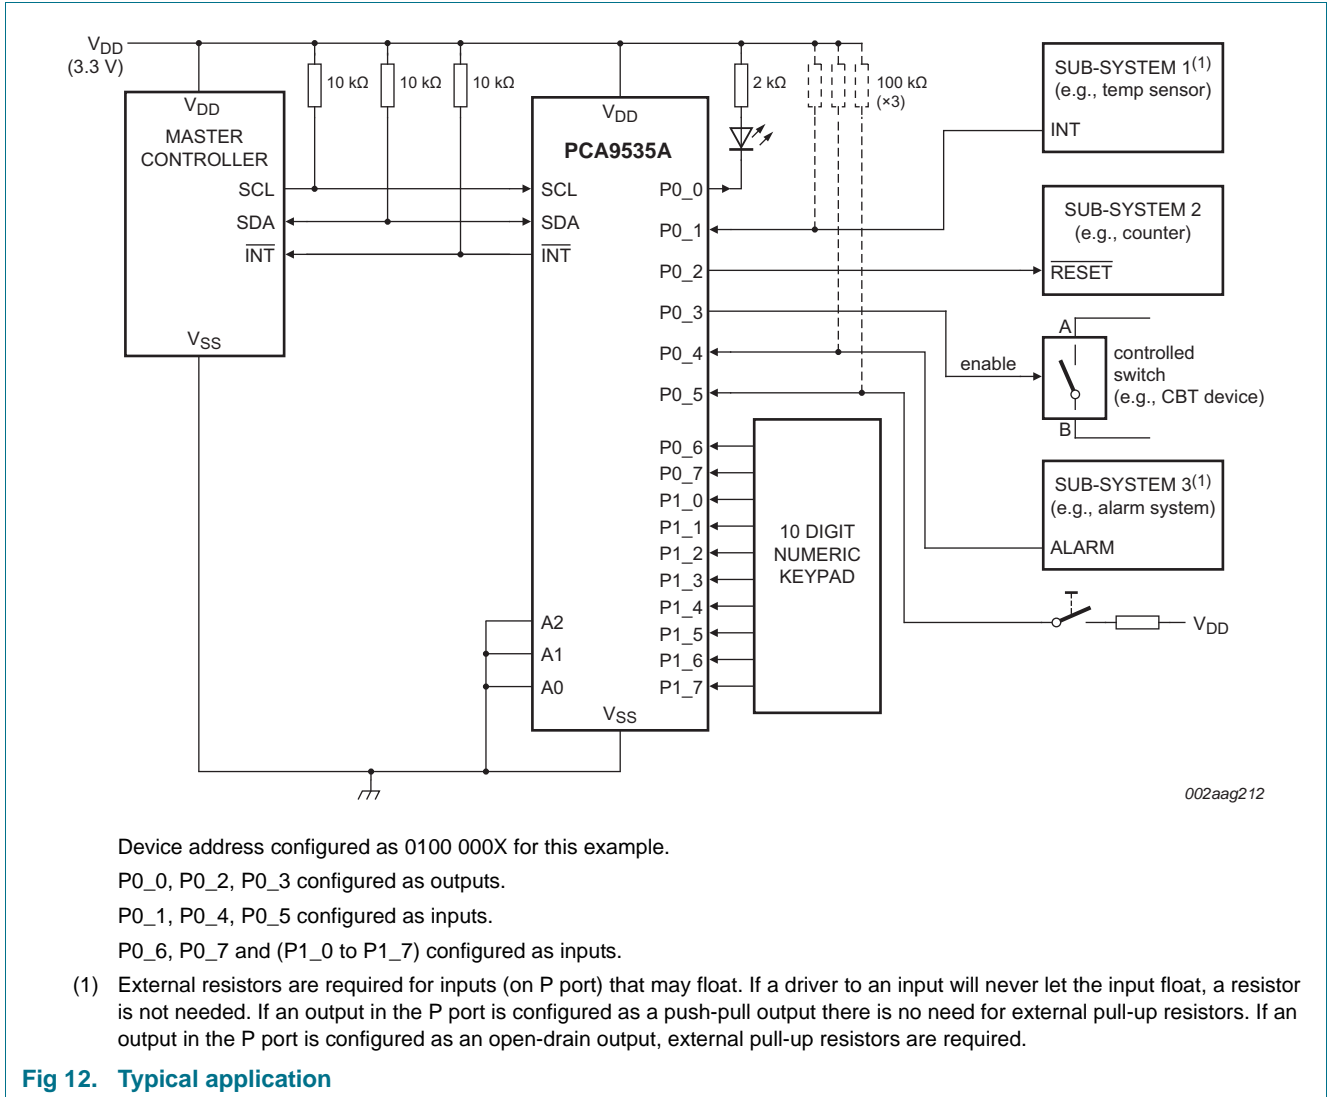 VDD
(3.3 V)
10 kΩ
10 kΩ
10 kΩ
2 kΩ
100 kΩ
(×3)
VDD
MASTER
CONTROLLER
SCL
SDA
INT
VSS
VDD
PCA9535A
SCL
SDA
INT
A2
A1
A0
VSS
P0_0
P0_1
P0_2
P0_3
P0_4
P0_5
P0_6
P0_7
P1_0
P1_1
P1_2
P1_3
P1_4
P1_5
P1_6
P1_7
10 DIGIT
NUMERIC
KEYPAD
SUB-SYSTEM 1(1)
(e.g., temp sensor)
INT
SUB-SYSTEM 2
(e.g., counter)
RESET
A
enable
controlled
switch
(e.g., CBT device)
B
SUB-SYSTEM 3(1)
(e.g., alarm system)
ALARM
VDD
002aag212
Device address configured as 0100 000X for this example.
P0_0, P0_2, P0_3 configured as outputs.
P0_1, P0_4, P0_5 configured as inputs.
P0_6, P0_7 and (P1_0 to P1_7) configured as inputs.
(1) External resistors are required for inputs (on P port) that may float. If a driver to an input will never let the input float, a resistor
is not needed. If an output in the P port is configured as a push-pull output there is no need for external pull-up resistors. If an
output in the P port is configured as an open-drain output, external pull-up resistors are required.
Fig 12. Typical application